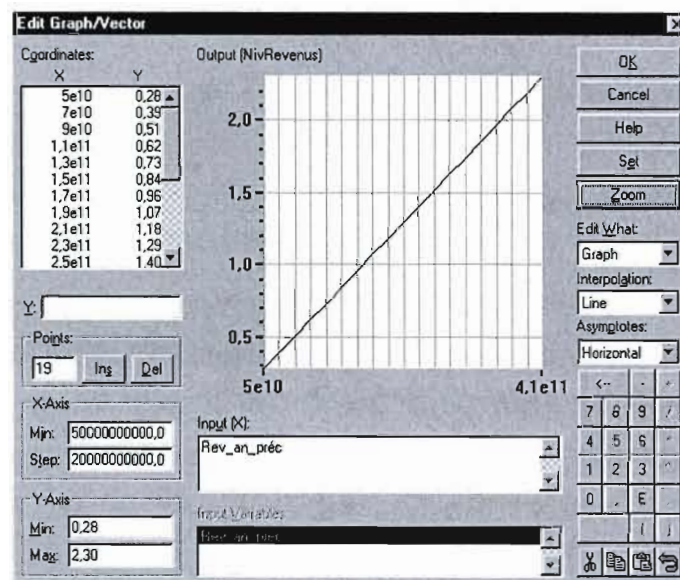 Edit Graph/Vector
Coordinates:
X Y
5e10 0,28
7e10 0,39
9e10 0,51
1,1e11 0,62
1,3e11 0,73
1,5e11 0,84
1,7e11 0,96
1,9e11 1,07
2,1e11 1,18
2,3e11 1,29
2,5e11 1,40
Y:
Points:
19 Ins Del
X-Axis
Min: 50000000000,0
Step: 20000000000,0
Y-Axis
Min: 0,28
Max: 2,30
Output (NivRevenus)
2,0
1,5
1,0
0,5
5e10 4,1e11
Input (X):
Rev_an_préc
Input Variables
Rev_an_préc
OK
Cancel
Help
Set
Zoom
Edit What:
Graph
Interpolation:
Line
Asymptotes:
Horizontal
<-- - +
7 8 9 /
4 5 6 *
1 2 3 ^
0 . E
( )